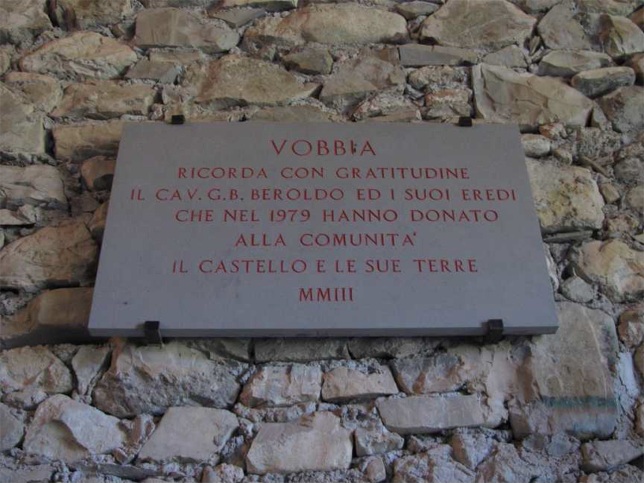 VOBBIA
RICORDA CON GRATITUDINE
IL CAV. G.B. BEROLDO ED I SUOI EREDI
CHE NEL 1979 HANNO DONATO
ALLA COMUNITA'
IL CASTELLO E LE SUE TERRE
MMIII